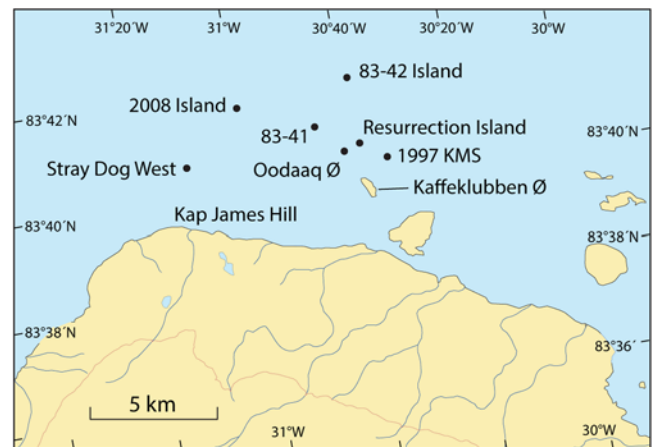 31°20´W
31°W
30°40´W
30°20´W
30°W
83-42 Island
2008 Island
83°42´N
83-41
Resurrection Island
83°40´N
1997 KMS
Stray Dog West
Oodaaq Ø
Kaffeklubben Ø
Kap James Hill
83°40´N
83°38´N
83°38´N
83°36´
5 km
31°W
30°W